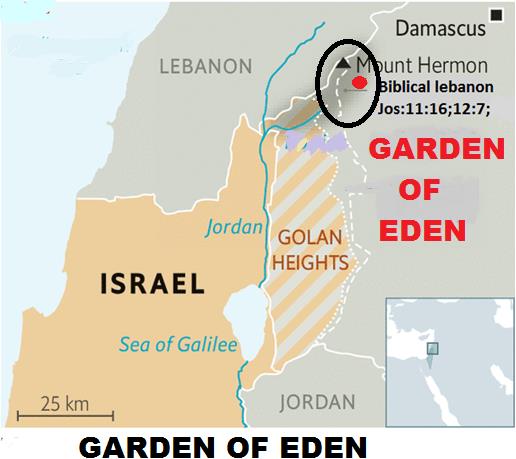 Damascus
LEBANON
Mount Hermon
Biblical lebanon
Jos:11:16;12:7;
GARDEN
OF
EDEN
Jordan
GOLAN
HEIGHTS
ISRAEL
Sea of Galilee
25 km
JORDAN
GARDEN OF EDEN